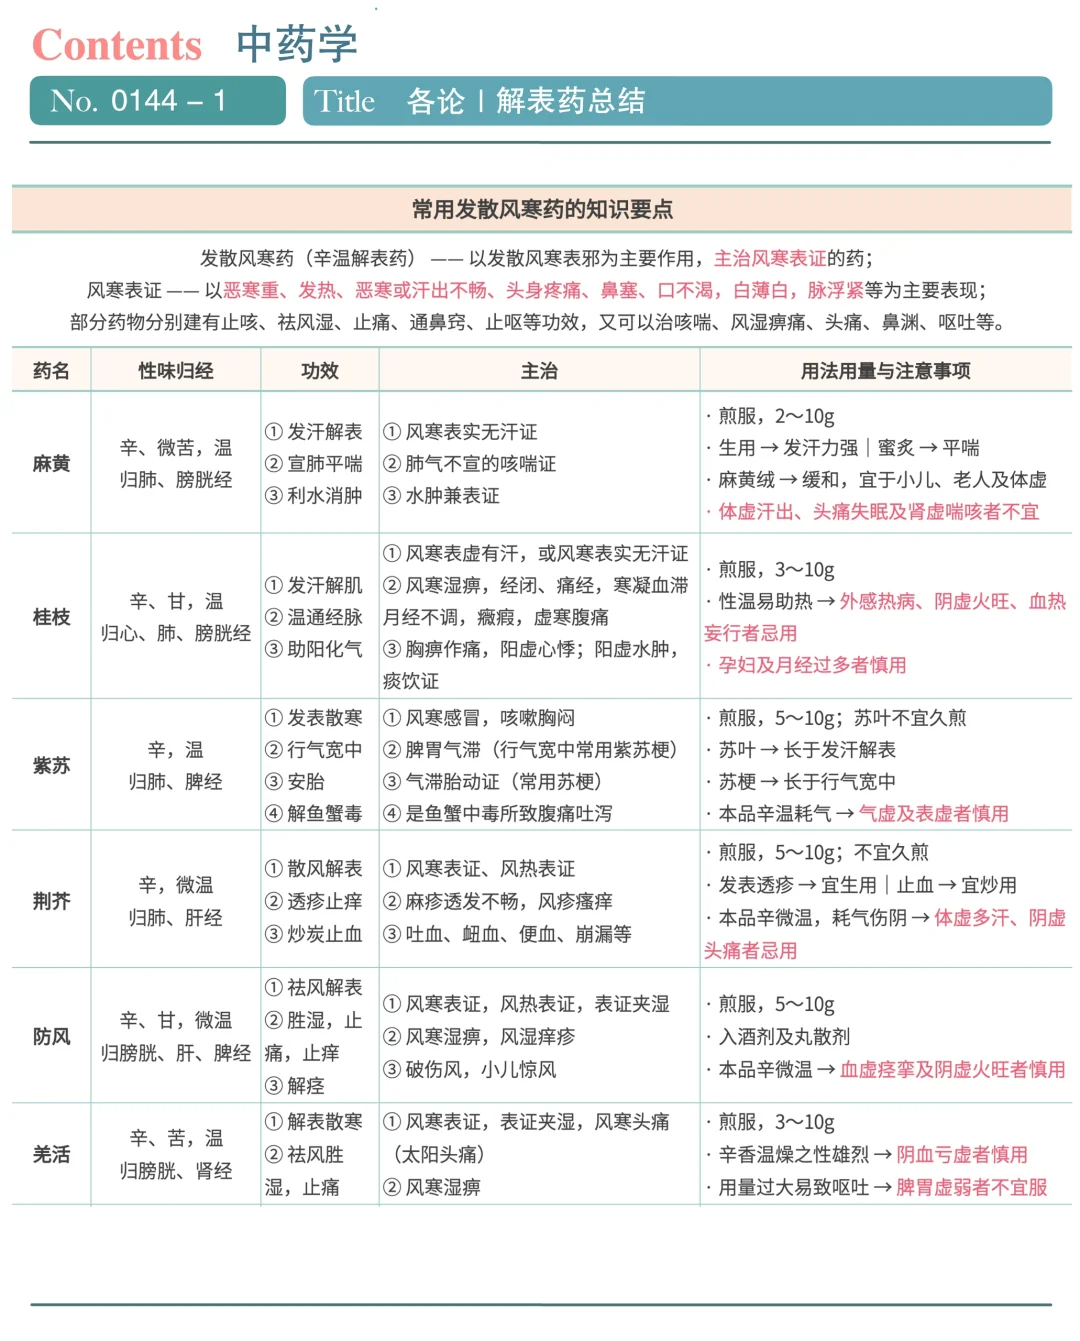 Contents 中药学
No. 0144 – 1
Title 各论丨解表药总结
常用发散风寒药的知识要点
发散风寒药（辛温解表药） —— 以发散风寒表邪为主要作用，主治风寒表证的药；
风寒表证 —— 以恶寒重、发热、恶寒或汗出不畅、头身疼痛、鼻塞、口不渴，白薄白，脉浮紧等为主要表现；
部分药物分别建有止咳、祛风湿、止痛、通鼻窍、止呕等功效，又可以治咳喘、风湿痹痛、头痛、鼻渊、呕吐等。
药名 性味归经 功效 主治 用法用量与注意事项
麻黄
辛、微苦，温
归肺、膀胱经
① 发汗解表
② 宣肺平喘
③ 利水消肿
① 风寒表实无汗证
② 肺气不宣的咳喘证
③ 水肿兼表证
· 煎服，2～10g
· 生用 → 发汗力强｜蜜炙 → 平喘
· 麻黄绒 → 缓和，宜于小儿、老人及体虚
· 体虚汗出、头痛失眠及肾虚喘咳者不宜
桂枝
辛、甘，温
归心、肺、膀胱经
① 发汗解肌
② 温通经脉
③ 助阳化气
① 风寒表虚有汗，或风寒表实无汗证
② 风寒湿痹，经闭、痛经，寒凝血滞
月经不调，癥瘕，虚寒腹痛
③ 胸痹作痛，阳虚心悸；阳虚水肿，
痰饮证
· 煎服，3～10g
· 性温易助热 → 外感热病、阴虚火旺、血热
妄行者忌用
· 孕妇及月经过多者慎用
紫苏
辛，温
归肺、脾经
① 发表散寒
② 行气宽中
③ 安胎
④ 解鱼蟹毒
① 风寒感冒，咳嗽胸闷
② 脾胃气滞（行气宽中常用紫苏梗）
③ 气滞胎动证（常用苏梗）
④ 是鱼蟹中毒所致腹痛吐泻
· 煎服，5～10g；苏叶不宜久煎
· 苏叶 → 长于发汗解表
· 苏梗 → 长于行气宽中
· 本品辛温耗气 → 气虚及表虚者慎用
荆芥
辛，微温
归肺、肝经
① 散风解表
② 透疹止痒
③ 炒炭止血
① 风寒表证、风热表证
② 麻疹透发不畅，风疹瘙痒
③ 吐血、衄血、便血、崩漏等
· 煎服，5～10g；不宜久煎
· 发表透疹 → 宜生用｜止血 → 宜炒用
· 本品辛微温，耗气伤阴 → 体虚多汗、阴虚
头痛者忌用
防风
辛、甘，微温
归膀胱、肝、脾经
① 祛风解表
② 胜湿，止
痛，止痒
③ 解痉
① 风寒表证，风热表证，表证夹湿
② 风寒湿痹，风湿痒疹
③ 破伤风，小儿惊风
· 煎服，5～10g
· 入酒剂及丸散剂
· 本品辛微温 → 血虚痉挛及阴虚火旺者慎用
羌活
辛、苦，温
归膀胱、肾经
① 解表散寒
② 祛风胜
湿，止痛
① 风寒表证，表证夹湿，风寒头痛
（太阳头痛）
② 风寒湿痹
· 煎服，3～10g
· 辛香温燥之性雄烈 → 阴血亏虚者慎用
· 用量过大易致呕吐 → 脾胃虚弱者不宜服